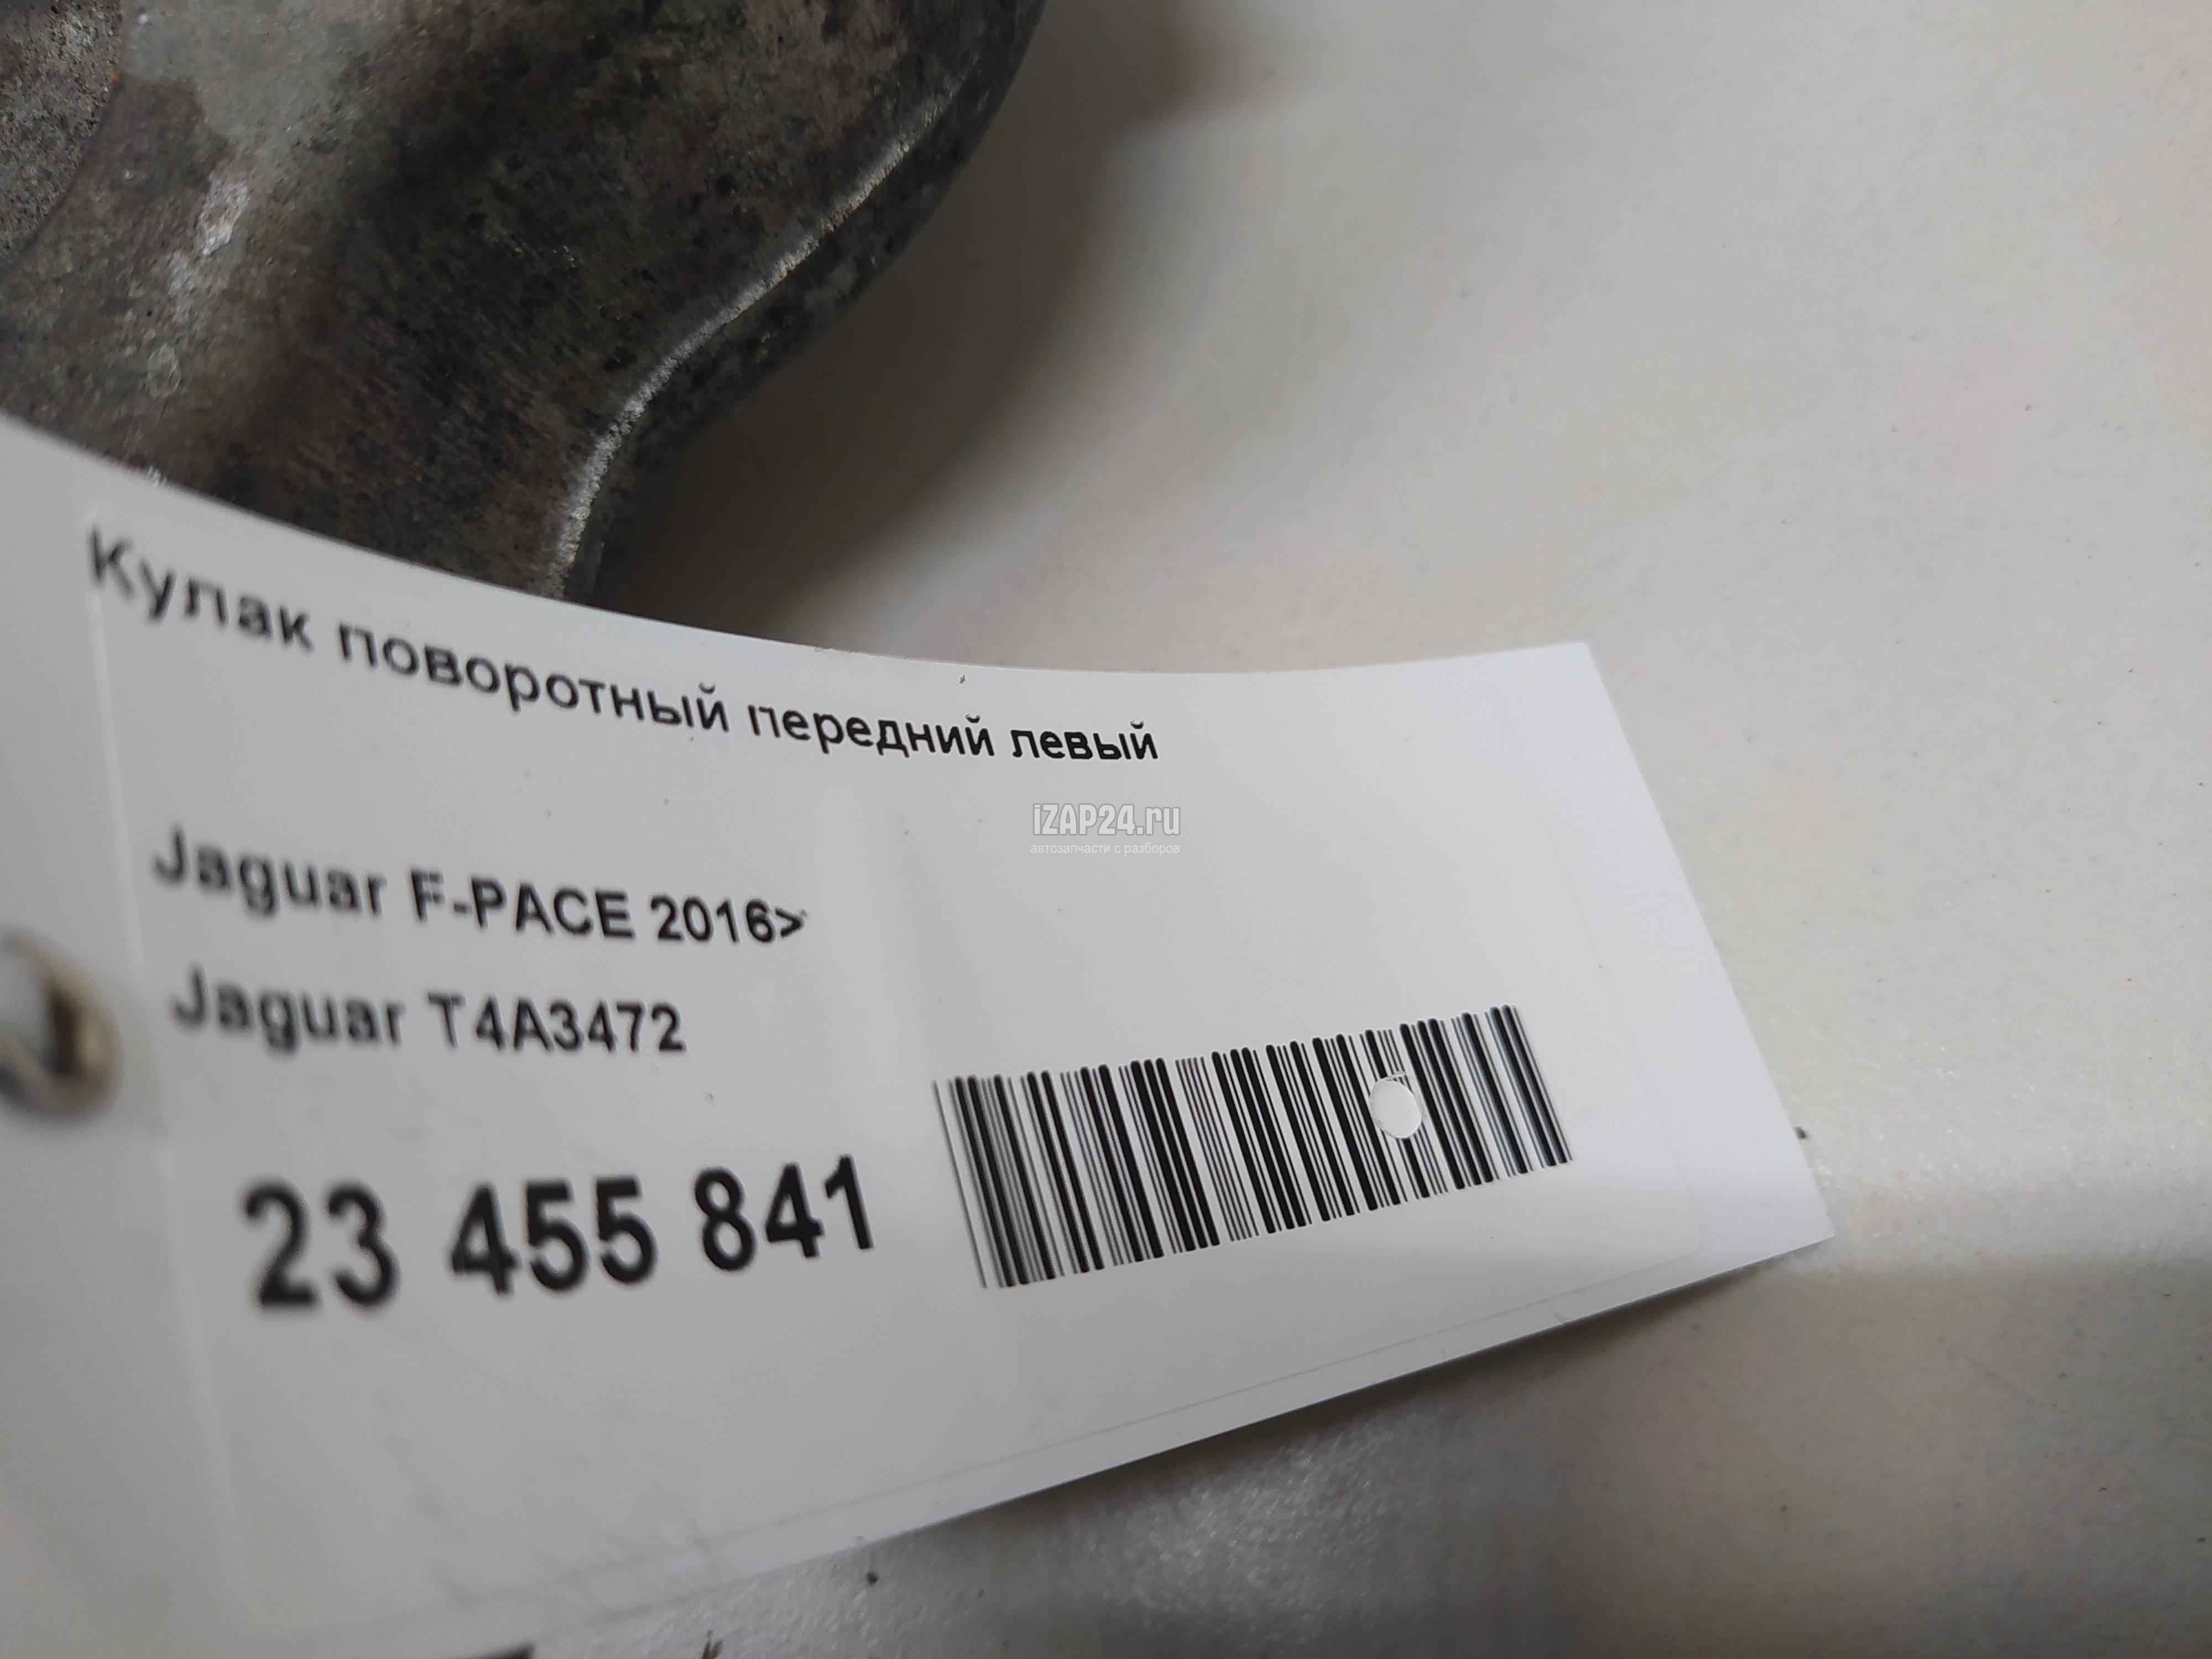 Кулак поворотный передний левый
iZAP24.ru
автозапчасти с разборов
Jaguar F-PACE 2016>
Jaguar T4A3472
23 455 841